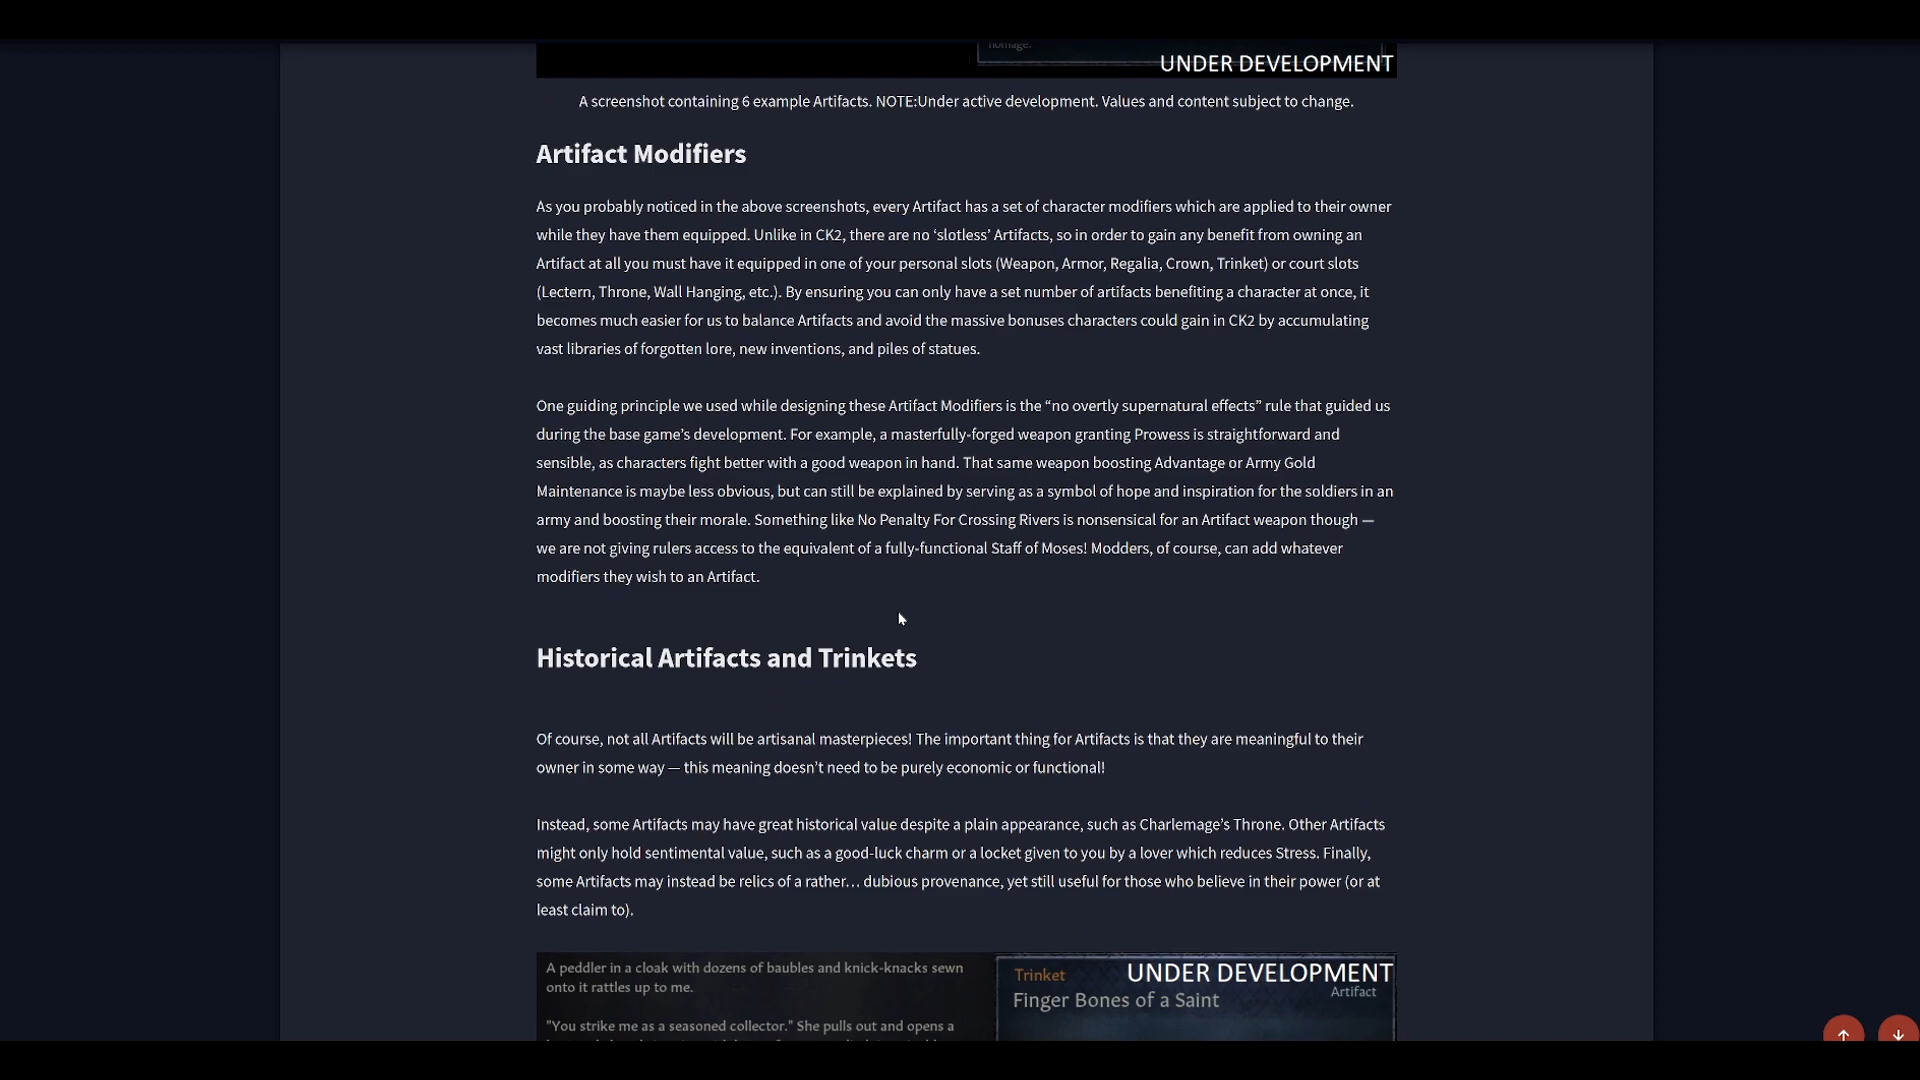 homage.
UNDER DEVELOPMENT
A screenshot containing 6 example Artifacts. NOTE:Under active development. Values and content subject to change.
Artifact Modifiers
As you probably noticed in the above screenshots, every Artifact has a set of character modifiers which are applied to their owner
while they have them equipped. Unlike in CK2, there are no ‘slotless’ Artifacts, so in order to gain any benefit from owning an
Artifact at all you must have it equipped in one of your personal slots (Weapon, Armor, Regalia, Crown, Trinket) or court slots
(Lectern, Throne, Wall Hanging, etc.). By ensuring you can only have a set number of artifacts benefiting a character at once, it
becomes much easier for us to balance Artifacts and avoid the massive bonuses characters could gain in CK2 by accumulating
vast libraries of forgotten lore, new inventions, and piles of statues.
One guiding principle we used while designing these Artifact Modifiers is the “no overtly supernatural effects” rule that guided us
during the base game’s development. For example, a masterfully-forged weapon granting Prowess is straightforward and
sensible, as characters fight better with a good weapon in hand. That same weapon boosting Advantage or Army Gold
Maintenance is maybe less obvious, but can still be explained by serving as a symbol of hope and inspiration for the soldiers in an
army and boosting their morale. Something like No Penalty For Crossing Rivers is nonsensical for an Artifact weapon though —
we are not giving rulers access to the equivalent of a fully-functional Staff of Moses! Modders, of course, can add whatever
modifiers they wish to an Artifact.
Historical Artifacts and Trinkets
Of course, not all Artifacts will be artisanal masterpieces! The important thing for Artifacts is that they are meaningful to their
owner in some way — this meaning doesn’t need to be purely economic or functional!
Instead, some Artifacts may have great historical value despite a plain appearance, such as Charlemage’s Throne. Other Artifacts
might only hold sentimental value, such as a good-luck charm or a locket given to you by a lover which reduces Stress. Finally,
some Artifacts may instead be relics of a rather… dubious provenance, yet still useful for those who believe in their power (or at
least claim to).
A peddler in a cloak with dozens of baubles and knick-knacks sewn
onto it rattles up to me.
"You strike me as a seasoned collector." She pulls out and opens a
Trinket
UNDER DEVELOPMENT
Artifact
Finger Bones of a Saint